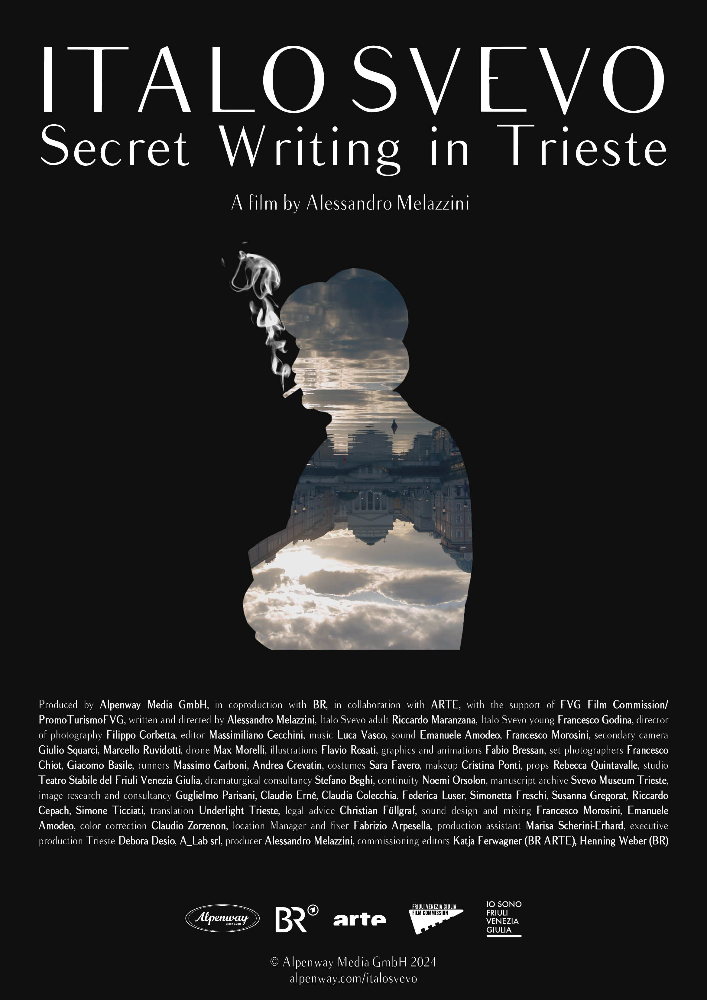 ITALO SVEVO
Secret Writing in Trieste
A film by Alessandro Melazzini
Produced by Alpenway Media GmbH, in coproduction with BR, in collaboration with ARTE, with the support of FVG Film Commission/
PromoTurismoFVG, written and directed by Alessandro Melazzini, Italo Svevo adult Riccardo Maranzana, Italo Svevo young Francesco Godina, director
of photography Filippo Corbetta, editor Massimiliano Cecchini, music Luca Vasco, sound Emanuele Amodeo, Francesco Morosini, secondary camera
Giulio Squarci, Marcello Ruvidotti, drone Max Morelli, illustrations Flavio Rosati, graphics and animations Fabio Bressan, set photographers Francesco
Chiot, Giacomo Basile, runners Massimo Carboni, Andrea Crevatin, costumes Sara Favero, makeup Cristina Ponti, props Rebecca Quintavalle, studio
Teatro Stabile del Friuli Venezia Giulia, dramaturgical consultancy Stefano Beghi, continuity Noemi Orsolon, manuscript archive Svevo Museum Trieste,
image research and consultancy Guglielmo Parisani, Claudio Erné, Claudia Colecchia, Federica Luser, Simonetta Freschi, Susanna Gregorat, Riccardo
Cepach, Simone Ticciati, translation Underlight Trieste, legal advice Christian Füllgraf, sound design and mixing Francesco Morosini, Emanuele
Amodeo, color correction Claudio Zorzenon, location Manager and fixer Fabrizio Arpesella, production assistant Marisa Scherini-Erhard, executive
production Trieste Debora Desio, A_Lab srl, producer Alessandro Melazzini, commissioning editors Katja Ferwagner (BR ARTE), Henning Weber (BR)
Alpenway
MEDIA GMBH
BR 1
arte
FRIULI VENEZIA GIULIA
FILM COMMISSION
IO SONO
FRIULI
VENEZIA
GIULIA
© Alpenway Media GmbH 2024
alpenway.com/italosvevo